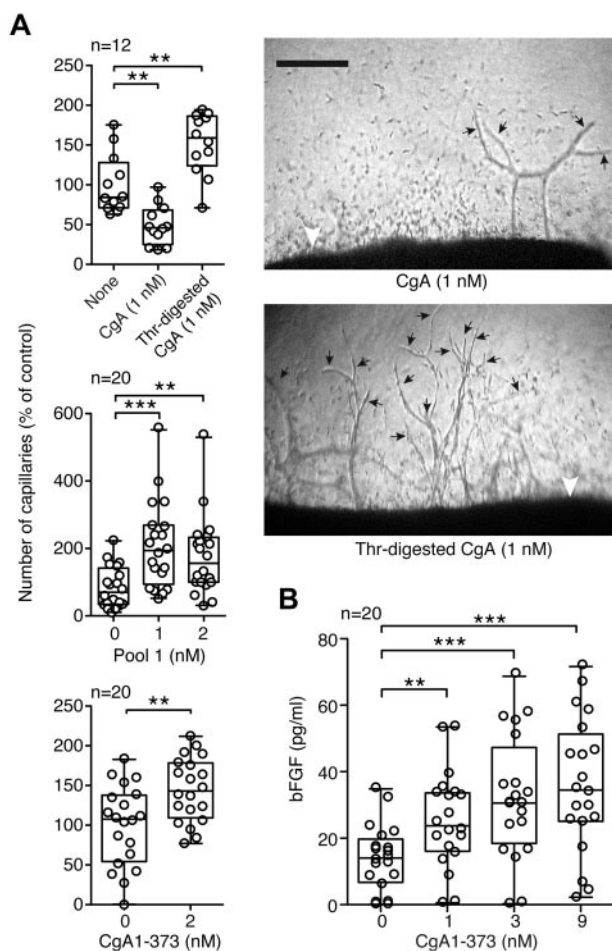 A
n=12
**
**
250
200
150
100
50
0
None
CgA (1 nM)
Thr-digested
CgA (1 nM)
CgA (1 nM)
Thr-digested CgA (1 nM)
Number of capillaries (% of control)
n=20
***
**
600
400
200
0
0 1 2
Pool 1 (nM)
n=20
**
250
200
150
100
50
0
0 2
CgA1-373 (nM)
B
n=20
***
***
**
80
60
40
20
0
bFGF (pg/ml)
0 1 3 9
CgA1-373 (nM)